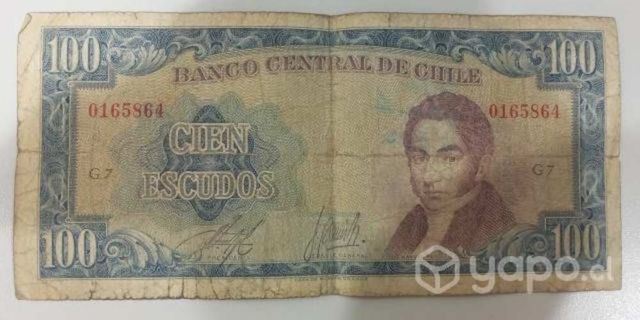 100 100
BANCO CENTRAL DE CHILE
0165864 0165864
CIEN
G7 G7
ESCUDOS
100 100
yapo.cl